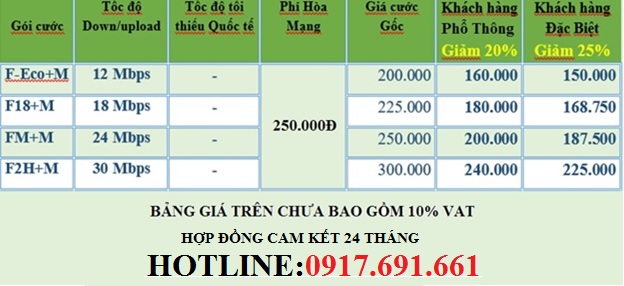 Gói cước Tốc độ Down/upload Tốc độ tối thiểu Quốc tế Phí Hòa Mạng Giá cước Gốc Khách hàng Phổ Thông Giảm 20% Khách hàng Đặc Biệt Giảm 25%
F-Eco+M 12 Mbps - 250.000Đ 200.000 160.000 150.000
F18+M 18 Mbps - 225.000 180.000 168.750
FM+M 24 Mbps - 250.000 200.000 187.500
F2H+M 30 Mbps - 300.000 240.000 225.000
BẢNG GIÁ TRÊN CHƯA BAO GỒM 10% VAT
HỢP ĐỒNG CAM KẾT 24 THÁNG
HOTLINE:0917.691.661